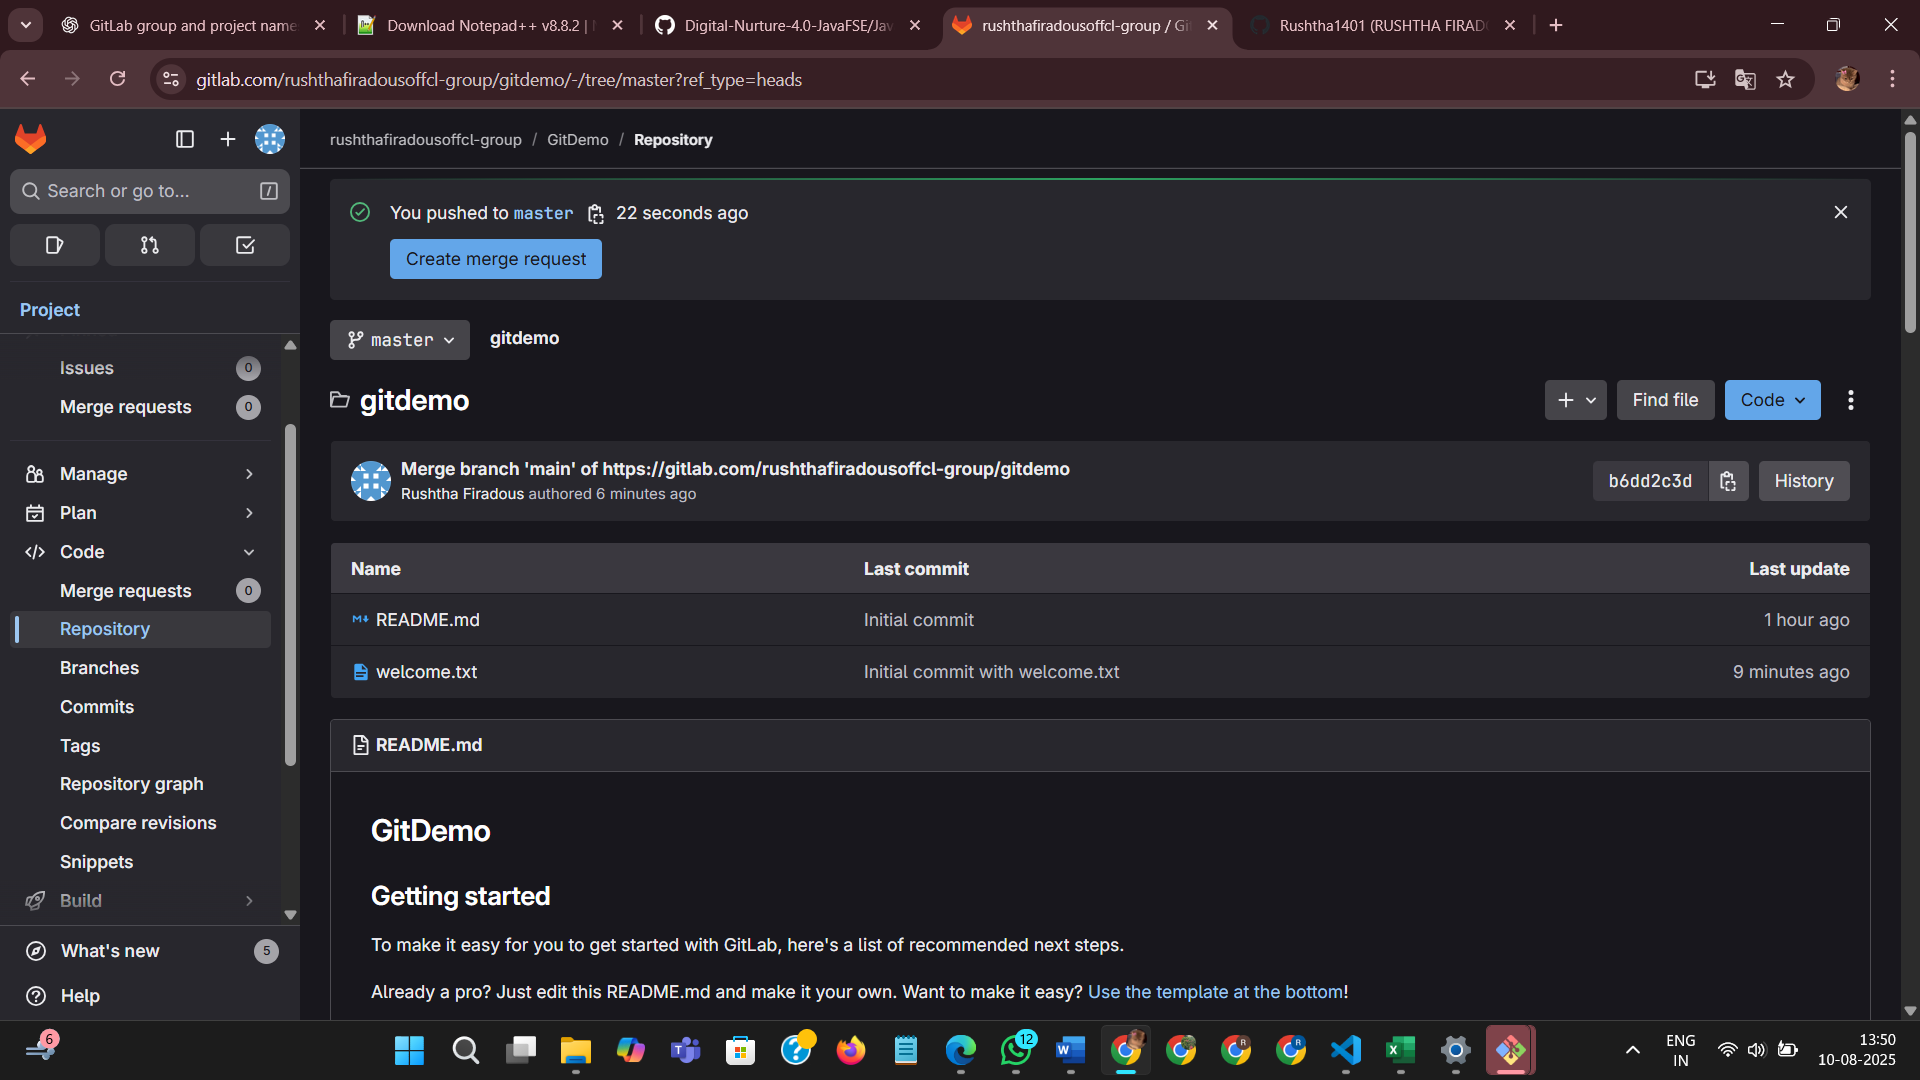 GitLab group and project name
Download Notepad++ v8.8.2 |
Digital-Nurture-4.0-JavaFSE/Jav
rushthafiradousoffcl-group / Gi
Rushtha1401 (RUSHTHA FIRAD
gitlab.com/rushthafiradousoffcl-group/gitdemo/-/tree/master?ref_type=heads
rushthafiradousoffcl-group / GitDemo / Repository
Search or go to... /
You pushed to master 22 seconds ago
Create merge request
Project
master
gitdemo
Issues 0
Merge requests 0
gitdemo
Find file
Code
Merge branch 'main' of https://gitlab.com/rushthafiradousoffcl-group/gitdemo
Rushtha Firadous authored 6 minutes ago
b6dd2c3d
History
Manage
Plan
Code
Merge requests 0
Repository
Branches
Commits
Tags
Repository graph
Compare revisions
Snippets
Build
What's new 5
Help
Name Last commit Last update
README.md Initial commit 1 hour ago
welcome.txt Initial commit with welcome.txt 9 minutes ago
README.md
GitDemo
Getting started
To make it easy for you to get started with GitLab, here's a list of recommended next steps.
Already a pro? Just edit this README.md and make it your own. Want to make it easy? Use the template at the bottom!
6
12
ENG
IN
13:50
10-08-2025